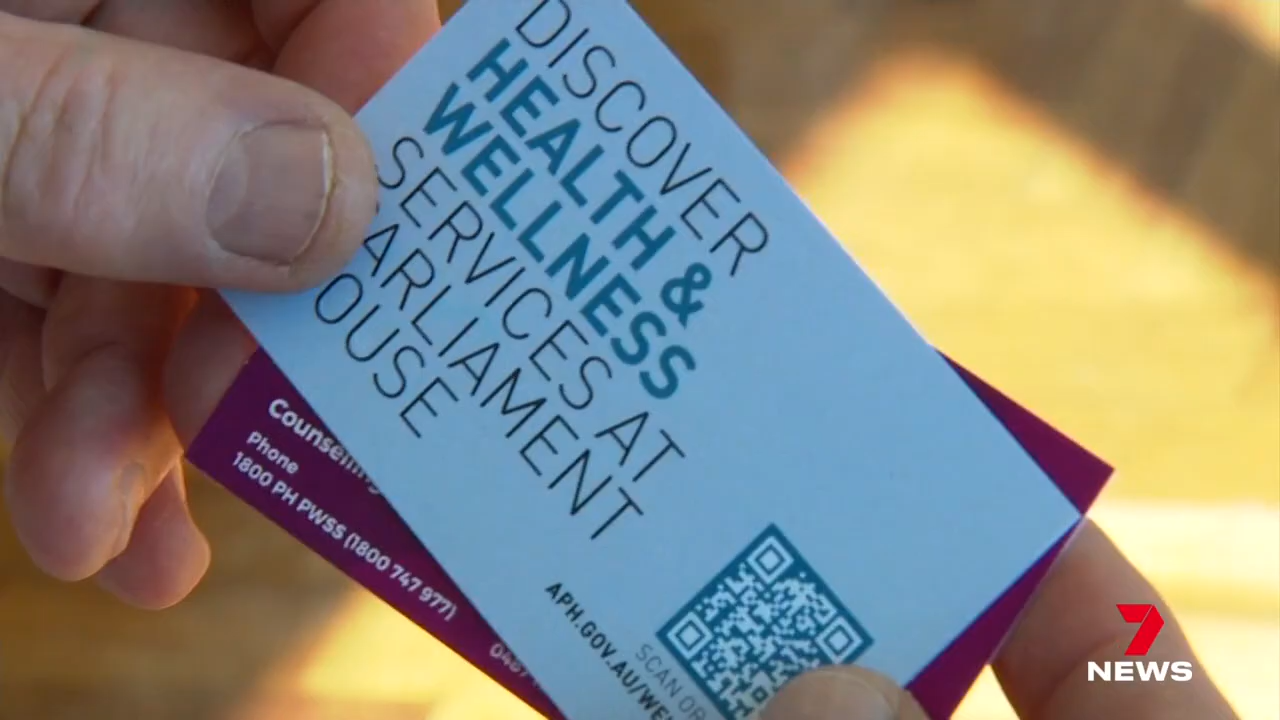 DISCOVER
HEALTH &
WELLNESS
SERVICES AT
ARLIAMENT
OUSE
APH.GOV.AU/WE
SCAN OR
Counselling
Phone
1800 PH PWSS (1800 747 977)
7
NEWS